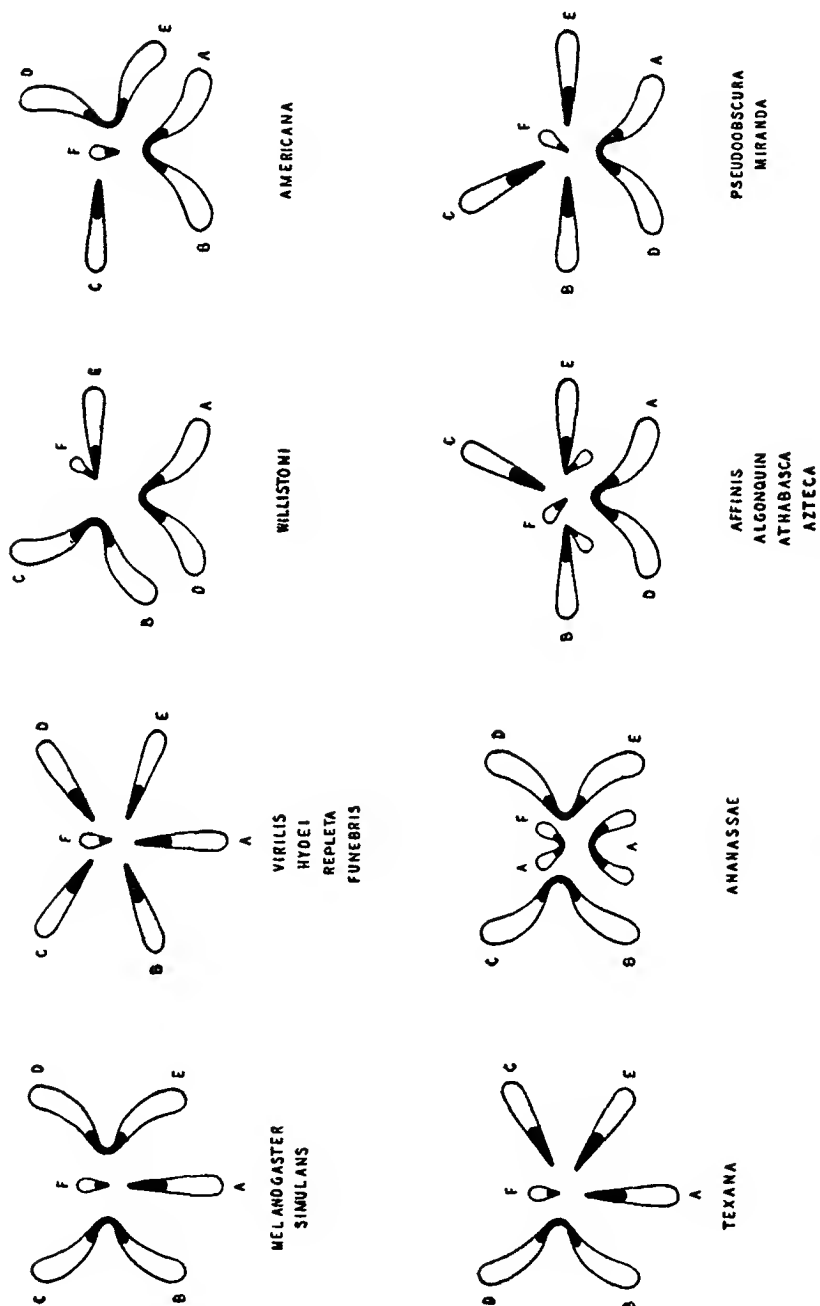 C
D
F
B
E
A
MELANOGASTER
SIMULANS
C
D
F
B
E
A
VIRILIS
HYDEI
REPLETA
FUNEBRIS
C
F
E
B
D
A
WILLISTONI
D
F
C
E
B
A
AMERICANA
D
C
F
B
E
A
TEXANA
C
D
A
F
B
A
E
ANANASSAE
C
F
B
E
D
A
AFFINIS
ALGONQUIN
ATHABASCA
AZTECA
C
F
B
E
D
A
PSEUDOOBSCURA
MIRANDA